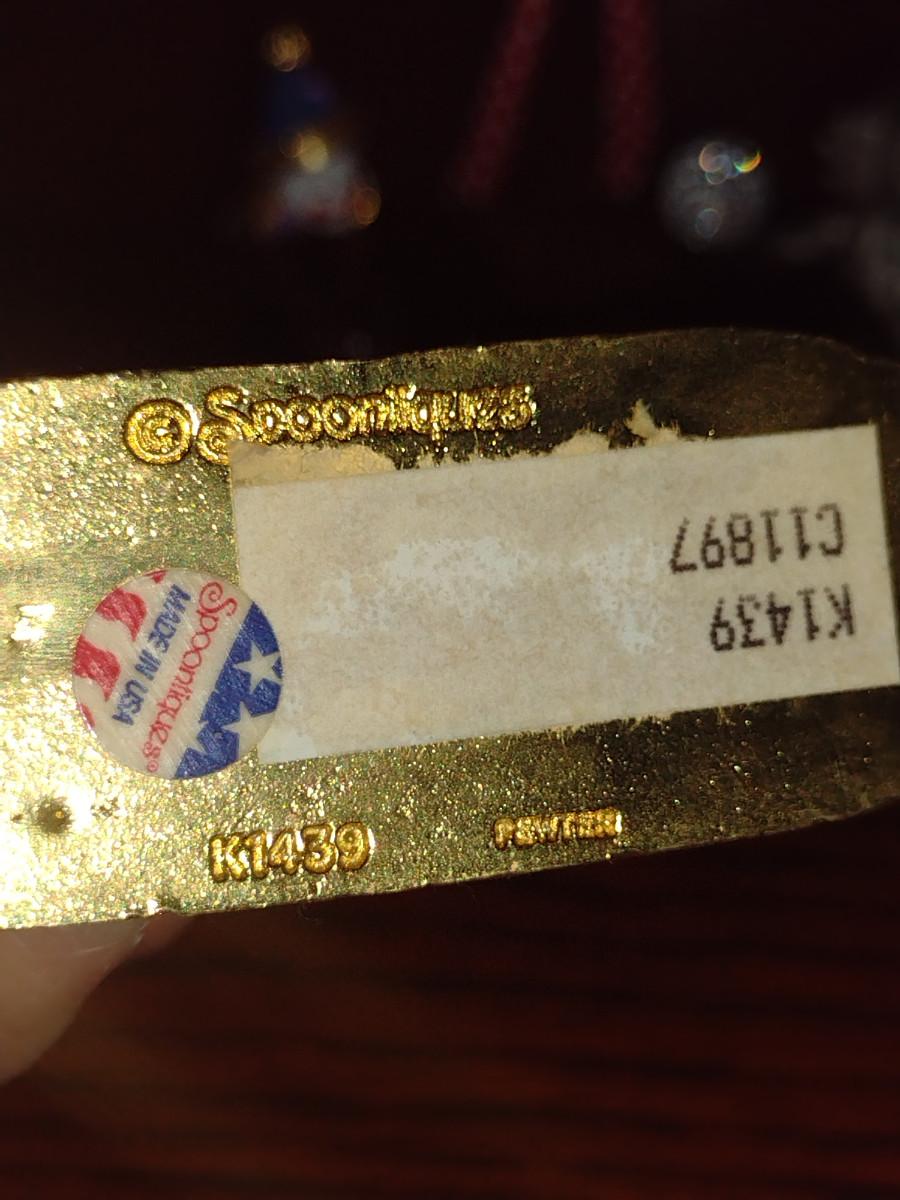 © Spoontiques
C11897
K1439
Spoontiques®
MADE IN USA
K1439
PEWTER